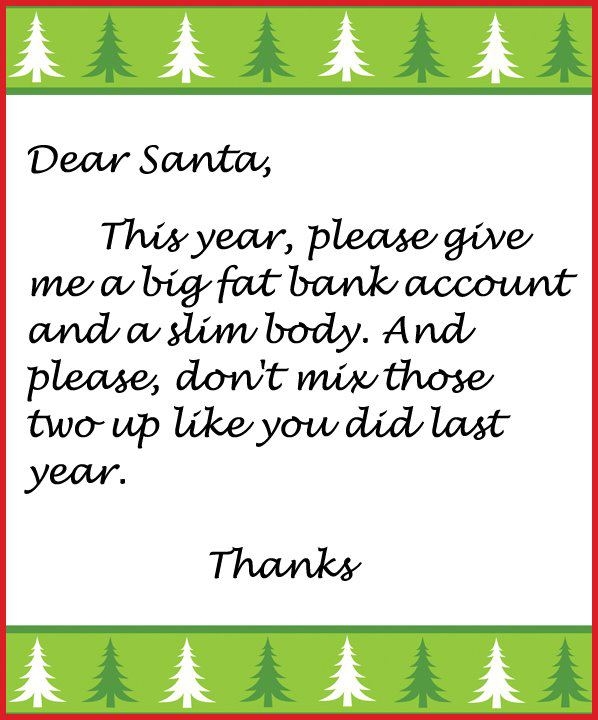 Dear Santa,
This year, please give
me a big fat bank account
and a slim body. And
please, don't mix those
two up like you did last
year.
Thanks